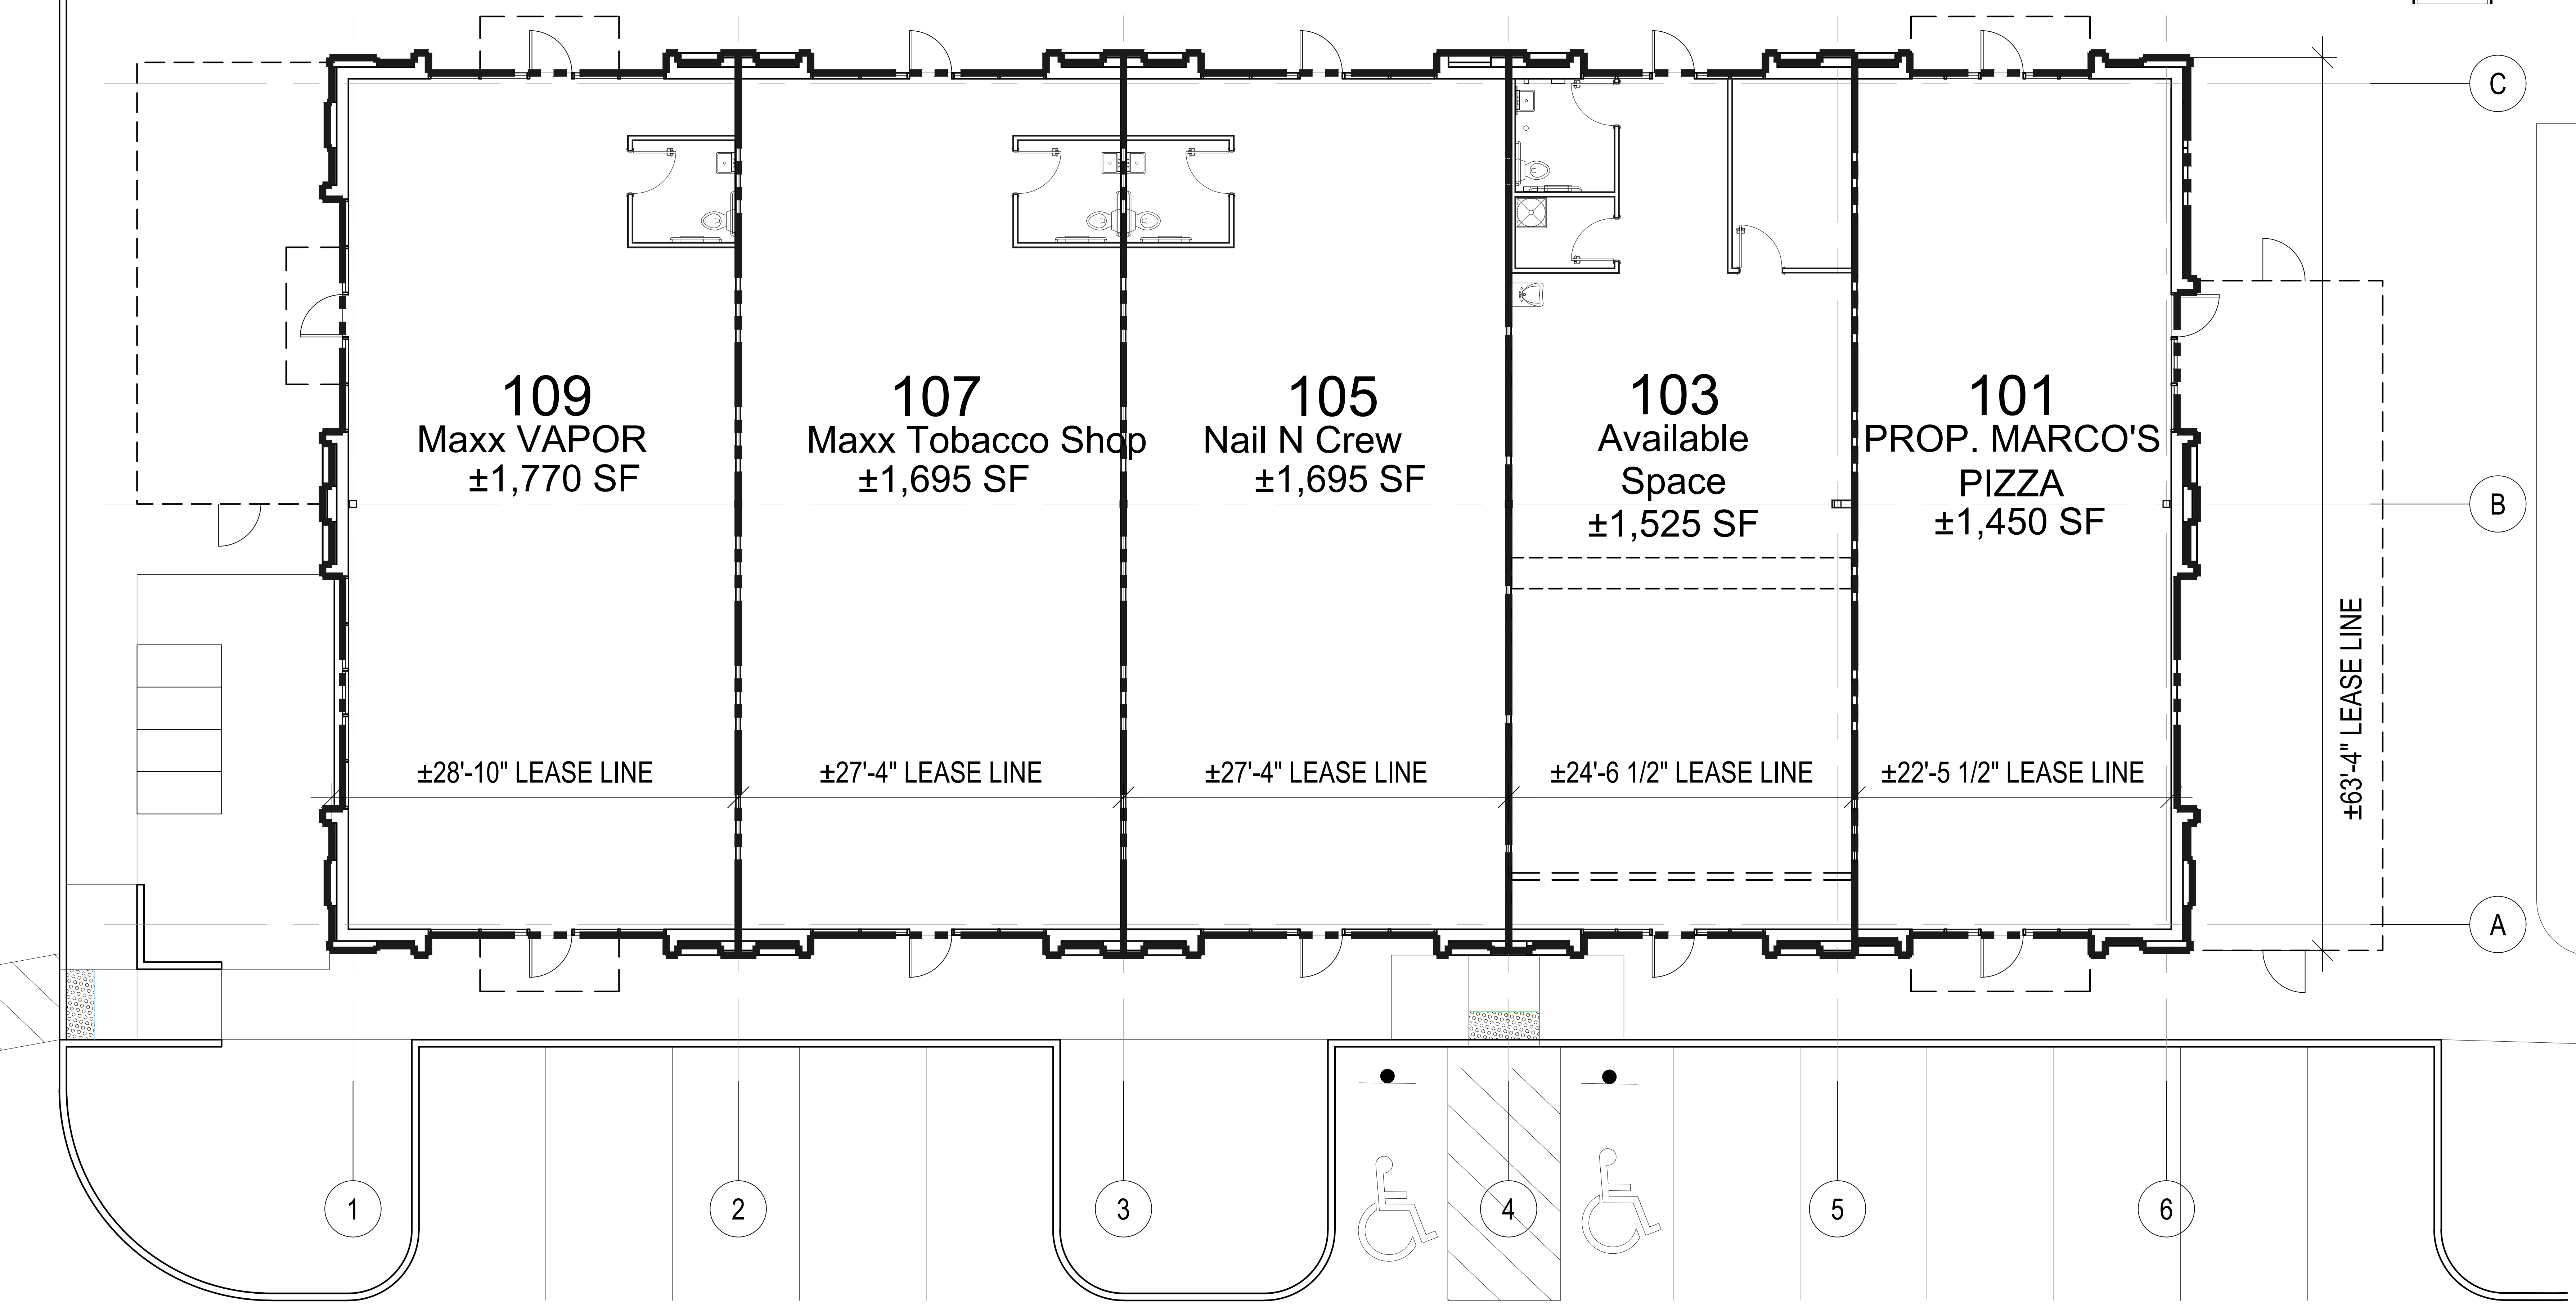 C
109
Maxx VAPOR
±1,770 SF
107
Maxx Tobacco Shop
±1,695 SF
105
Nail N Crew
±1,695 SF
103
Available
Space
±1,525 SF
101
PROP. MARCO'S
PIZZA
±1,450 SF
B
±63'-4" LEASE LINE
±28'-10" LEASE LINE
±27'-4" LEASE LINE
±27'-4" LEASE LINE
±24'-6 1/2" LEASE LINE
±22'-5 1/2" LEASE LINE
A
1
2
3
4
5
6